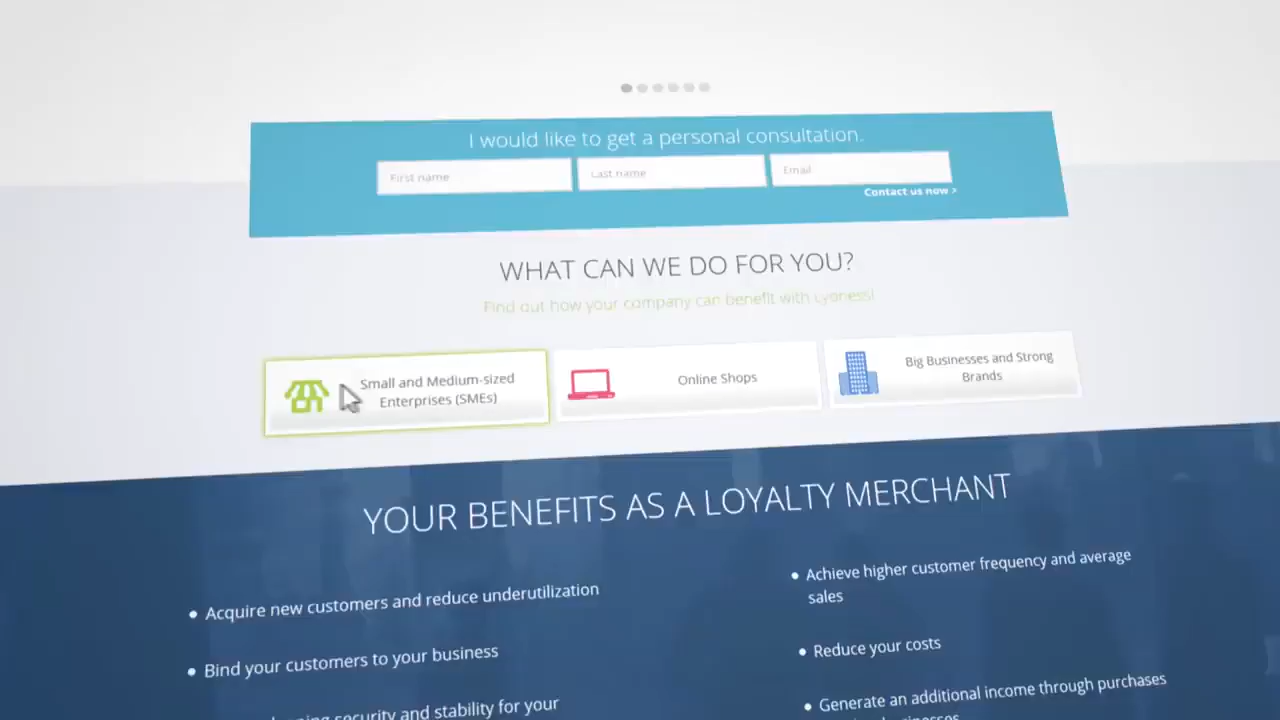 I would like to get a personal consultation.
First name
Last name
Email
Contact us now >
WHAT CAN WE DO FOR YOU?
Find out how your company can benefit with Lyoness!
Small and Medium-sized
Enterprises (SMEs)
Online Shops
Big Businesses and Strong
Brands
YOUR BENEFITS AS A LOYALTY MERCHANT
• Acquire new customers and reduce underutilization
• Bind your customers to your business
security and stability for your
• Achieve higher customer frequency and average
sales
• Reduce your costs
• Generate an additional income through purchases